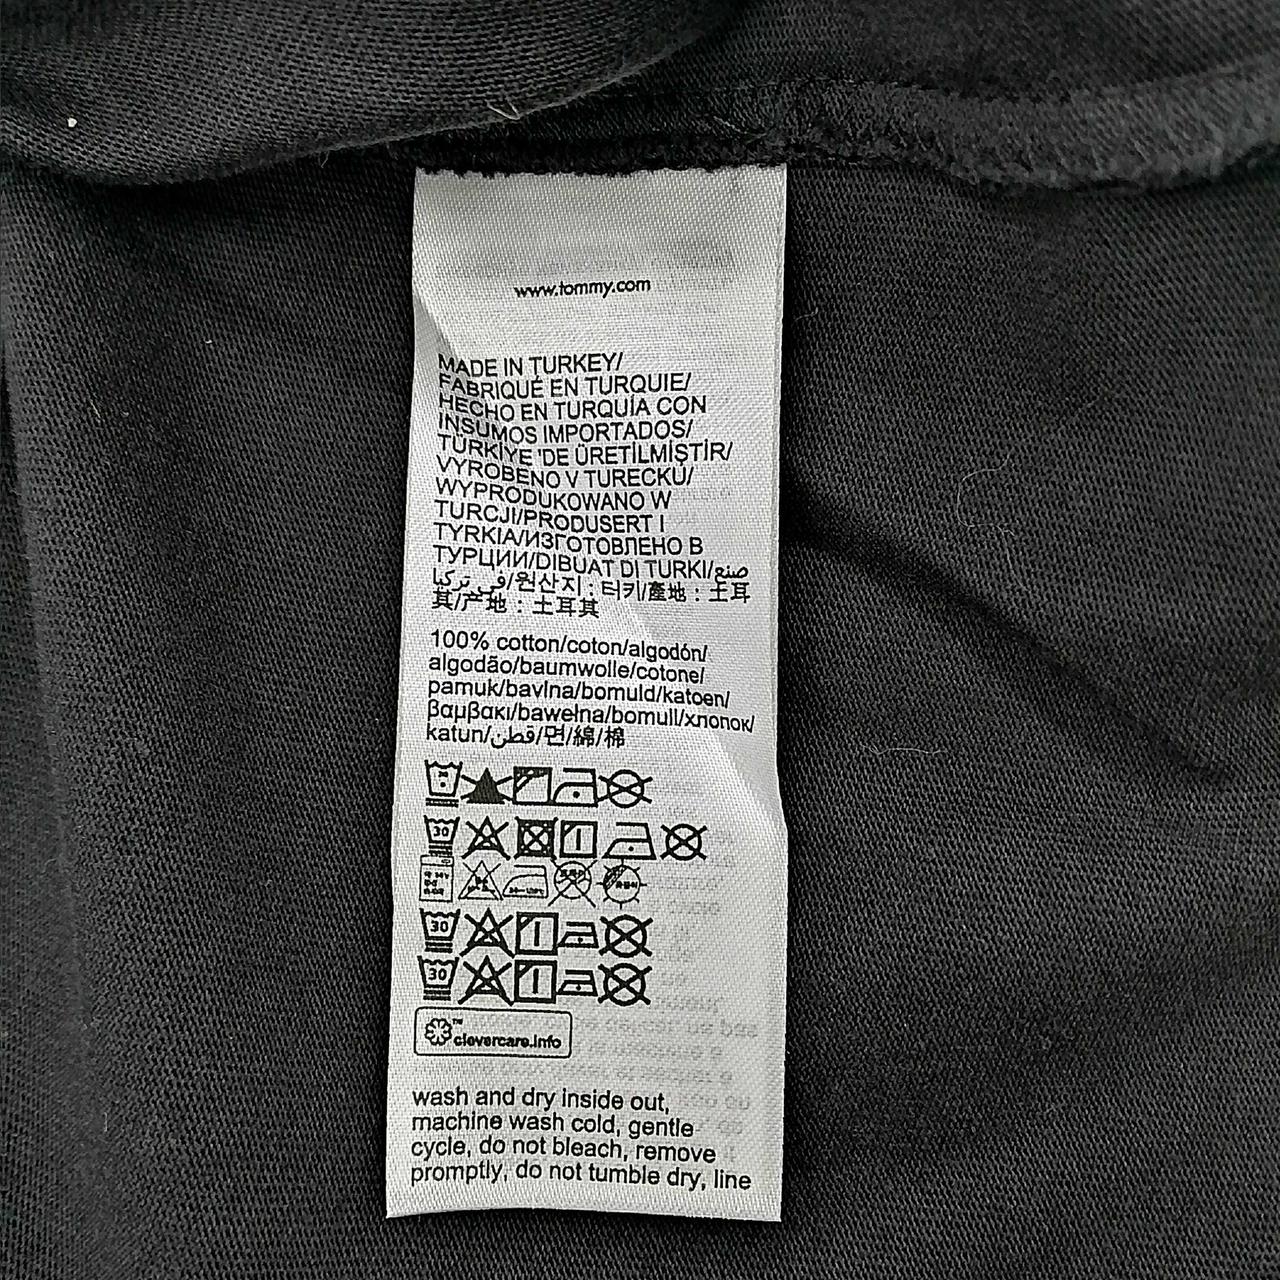 www.tommy.com
MADE IN TURKEY/
FABRIQUÉ EN TURQUIE/
HECHO EN TURQUÍA CON
INSUMOS IMPORTADOS/
TÜRKİYE 'DE ÜRETİLMİŞTİR/
VYROBENO V TURECKU/
WYPRODUKOWANO W
TURCJI/PRODUSERT I
TYRKIA/ИЗГОТОВЛЕНО В
ТУРЦИИ/DIBUAT DI TURKI/صنع
في تركيا/원산지 : 터키/產地 : 土耳
其/产地 : 土耳其
100% cotton/coton/algodón/
algodão/baumwolle/cotone/
pamuk/bavlna/bomuld/katoen/
βαμβακι/bawełna/bomull/хлопок/
katun/قطن/면/綿/棉
30
30
30
™
clevercare.info
wash and dry inside out,
machine wash cold, gentle
cycle, do not bleach, remove
promptly, do not tumble dry, line